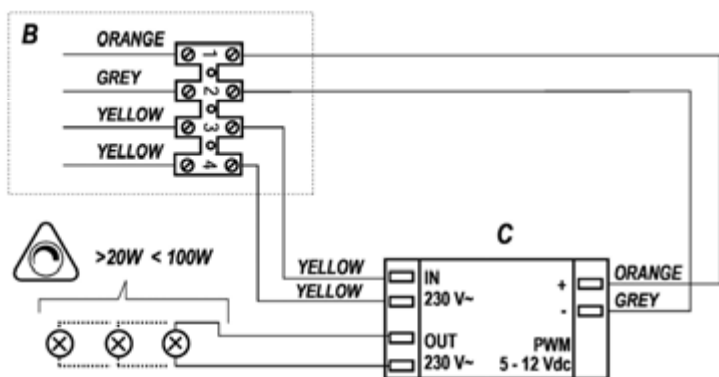 B
ORANGE
1
GREY
2
YELLOW
3
YELLOW
4
>20W < 100W
C
YELLOW
IN
YELLOW
230 V~
+
ORANGE
-
GREY
OUT
230 V~
PWM
5 - 12 Vdc